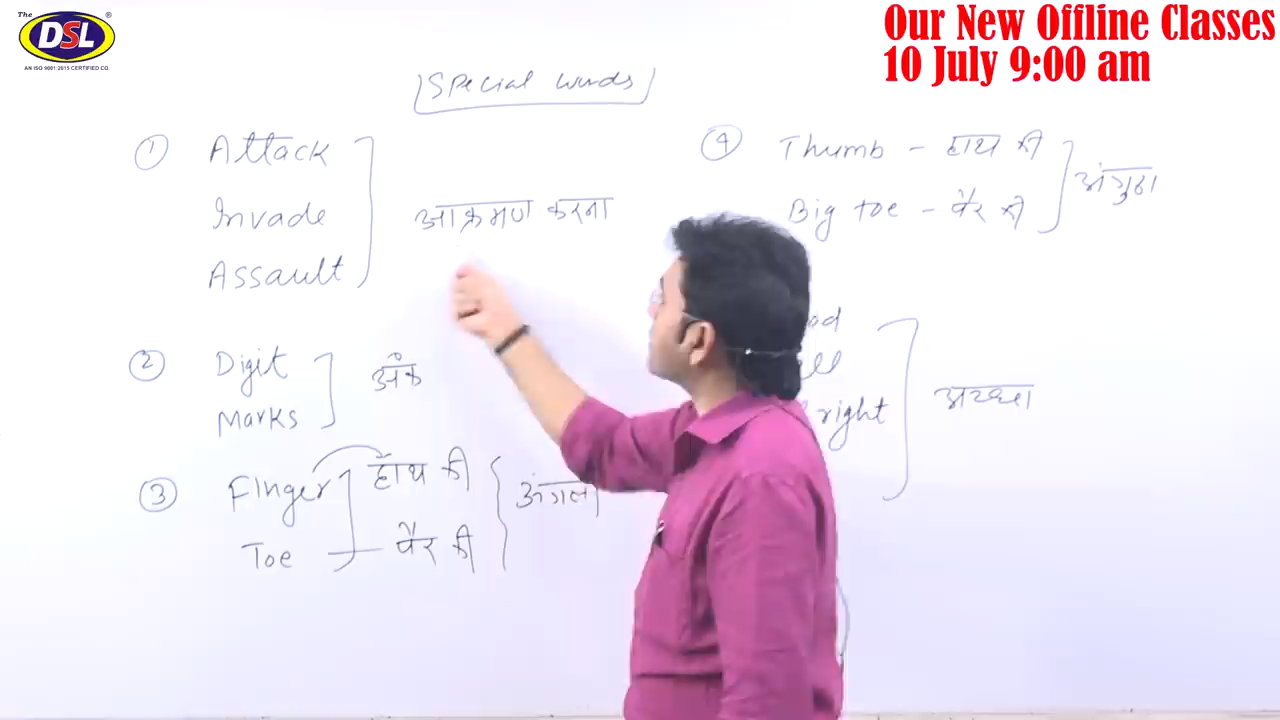 The
DSL
AN ISO 9001:2015 CERTIFIED CO.
Our New Offline Classes
10 July 9:00 am
Special words
① Attack
Invade
Assault
आक्रमण करना
② Digit
Marks
अंक
③ Finger हाथ की
Toe पैर की
④ Thumb - हाथ की
Big toe - पैर की
अंगुठा
right
अच्छा